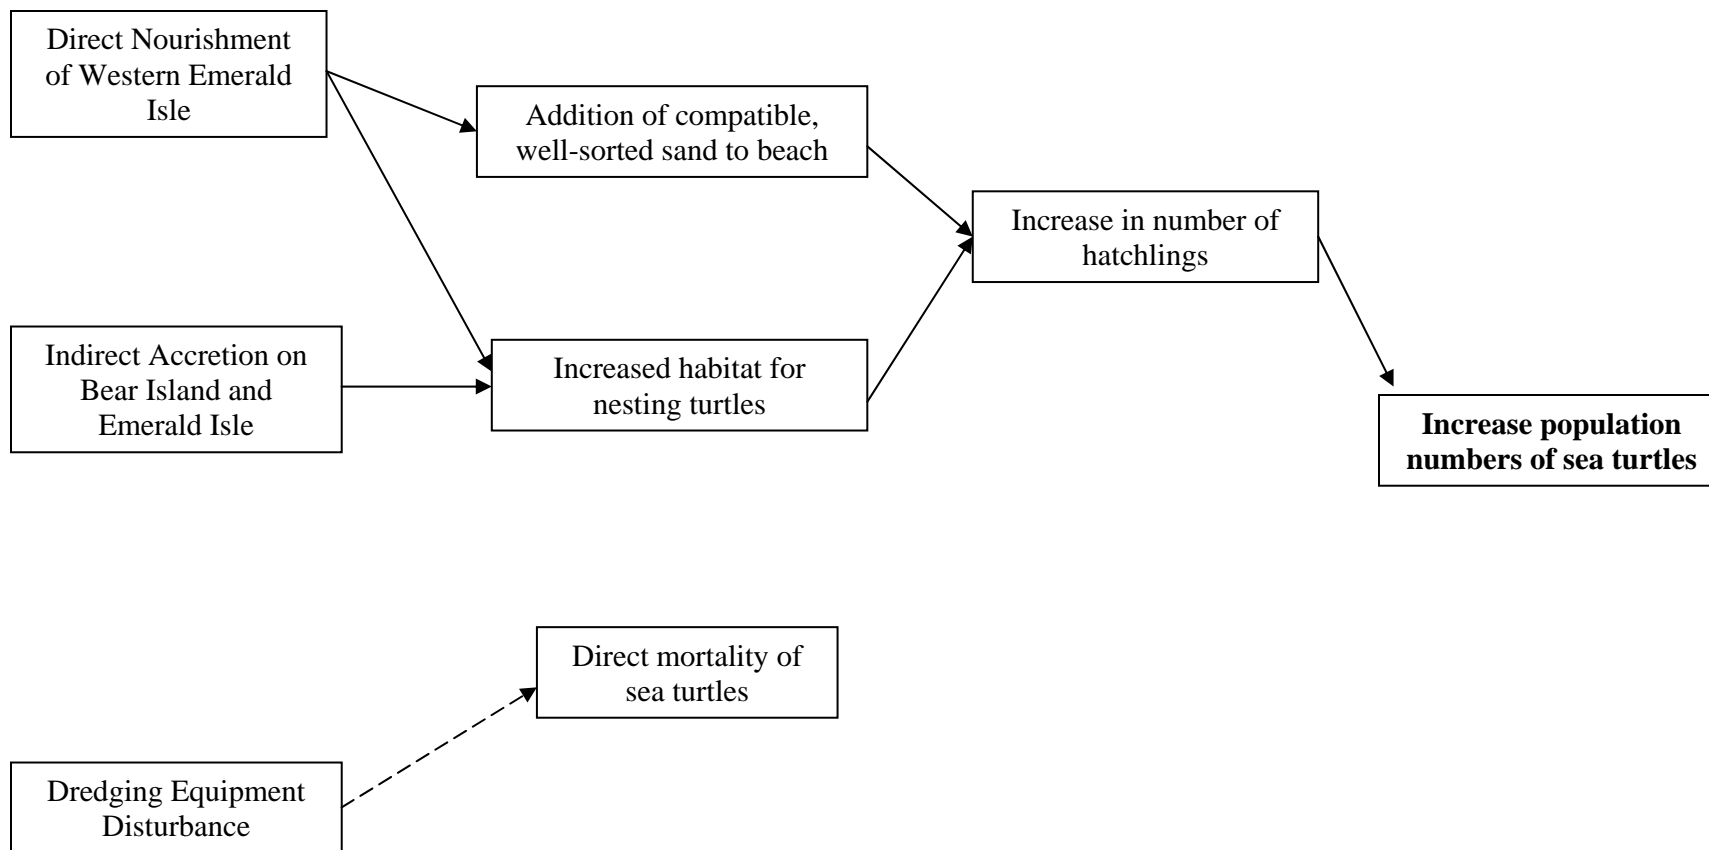 Direct Nourishment
of Western Emerald
Isle
Addition of compatible,
well-sorted sand to beach
Increase in number of
hatchlings
Indirect Accretion on
Bear Island and
Emerald Isle
Increased habitat for
nesting turtles
Increase population
numbers of sea turtles
Direct mortality of
sea turtles
Dredging Equipment
Disturbance